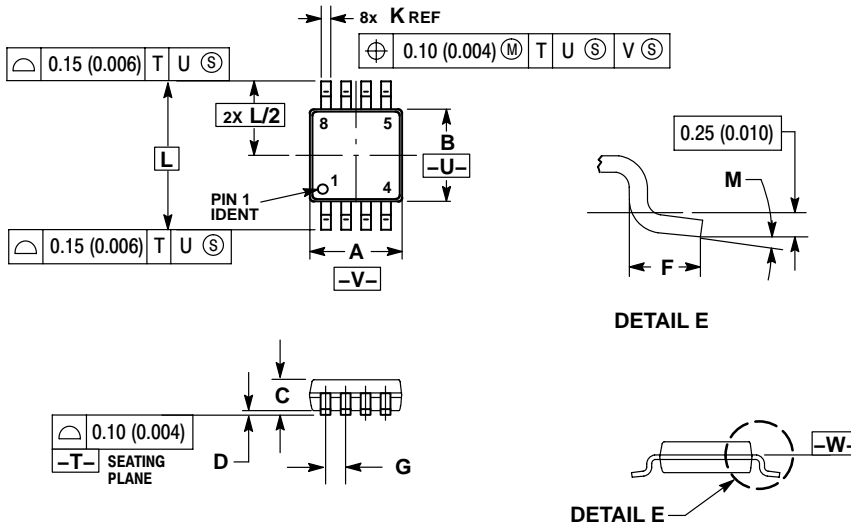 8x K REF
0.10 (0.004) Ⓜ T U Ⓢ V Ⓢ
0.15 (0.006) T U Ⓢ
2X L/2
8 5
B
–U–
L
1 4
PIN 1
IDENT
0.15 (0.006) T U Ⓢ
A
–V–
0.25 (0.010)
M
F
DETAIL E
C
0.10 (0.004)
–T– SEATING
PLANE
D
G
–W–
DETAIL E